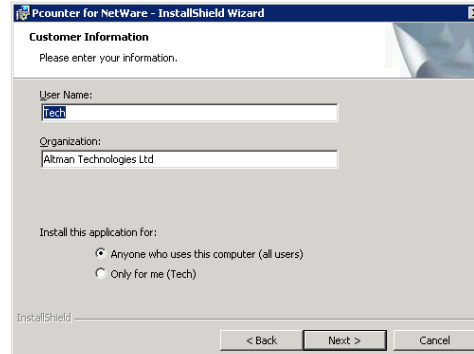 Pcounter for NetWare - InstallShield Wizard
Customer Information
Please enter your information.
User Name:
Tech
Organization:
Altman Technologies Ltd
Install this application for:
Anyone who uses this computer (all users)
Only for me (Tech)
InstallShield
< Back Next > Cancel